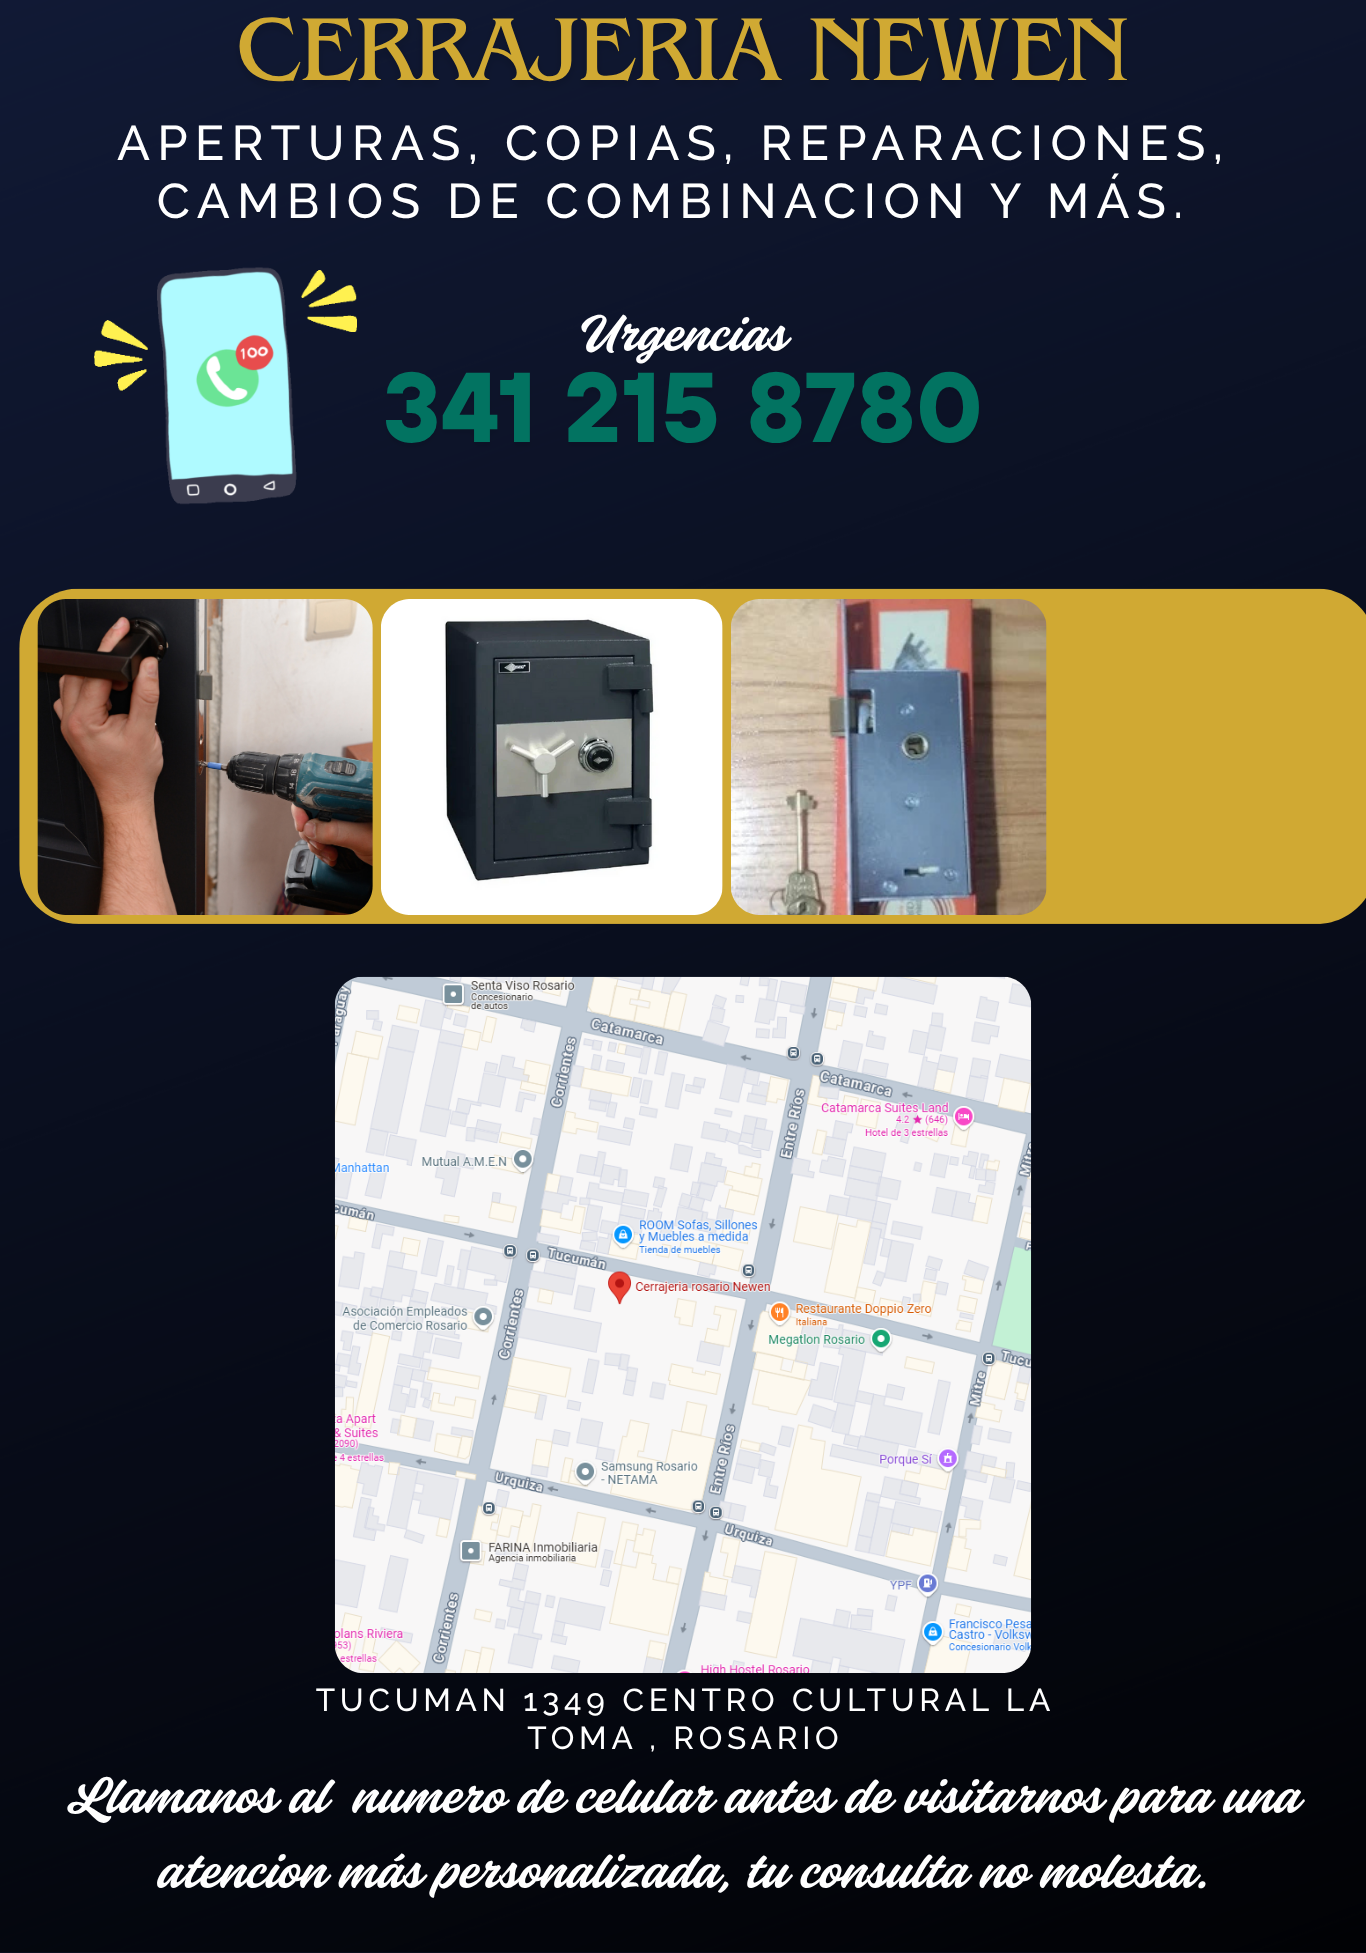 CERRAJERIA NEWEN
APERTURAS, COPIAS, REPARACIONES,
CAMBIOS DE COMBINACION Y MÁS.
100
Urgencias
341 215 8780
Senta Viso Rosario
Concesionario
de autos
Catamarca
Corrientes
Entre Ríos
Catamarca
Catamarca Suites Land
4.2 ★ (646)
Hotel de 3 estrellas
Mutual A.M.E.N
Manhattan
ROOM Sofas, Sillones
y Muebles a medida
Tienda de muebles
Tucumán
Cerrajeria rosario Newen
Asociación Empleados
de Comercio Rosario
Corrientes
Restaurante Doppio Zero
Italiana
Megatlon Rosario
Mitre
Apart
& Suites
2090)
4 estrellas
Porque Sí
Samsung Rosario
- NETAMA
Entre Ríos
Urquiza
Urquiza
FARINA Inmobiliaria
Agencia inmobiliaria
YPF
Corrientes
Riviera
estrellas
Francisco Pesa
Castro - Volksw
Concesionario Volk
High Hostel Rosario
TUCUMAN 1349 CENTRO CULTURAL LA
TOMA , ROSARIO
Llamanos al numero de celular antes de visitarnos para una
atencion más personalizada, tu consulta no molesta.